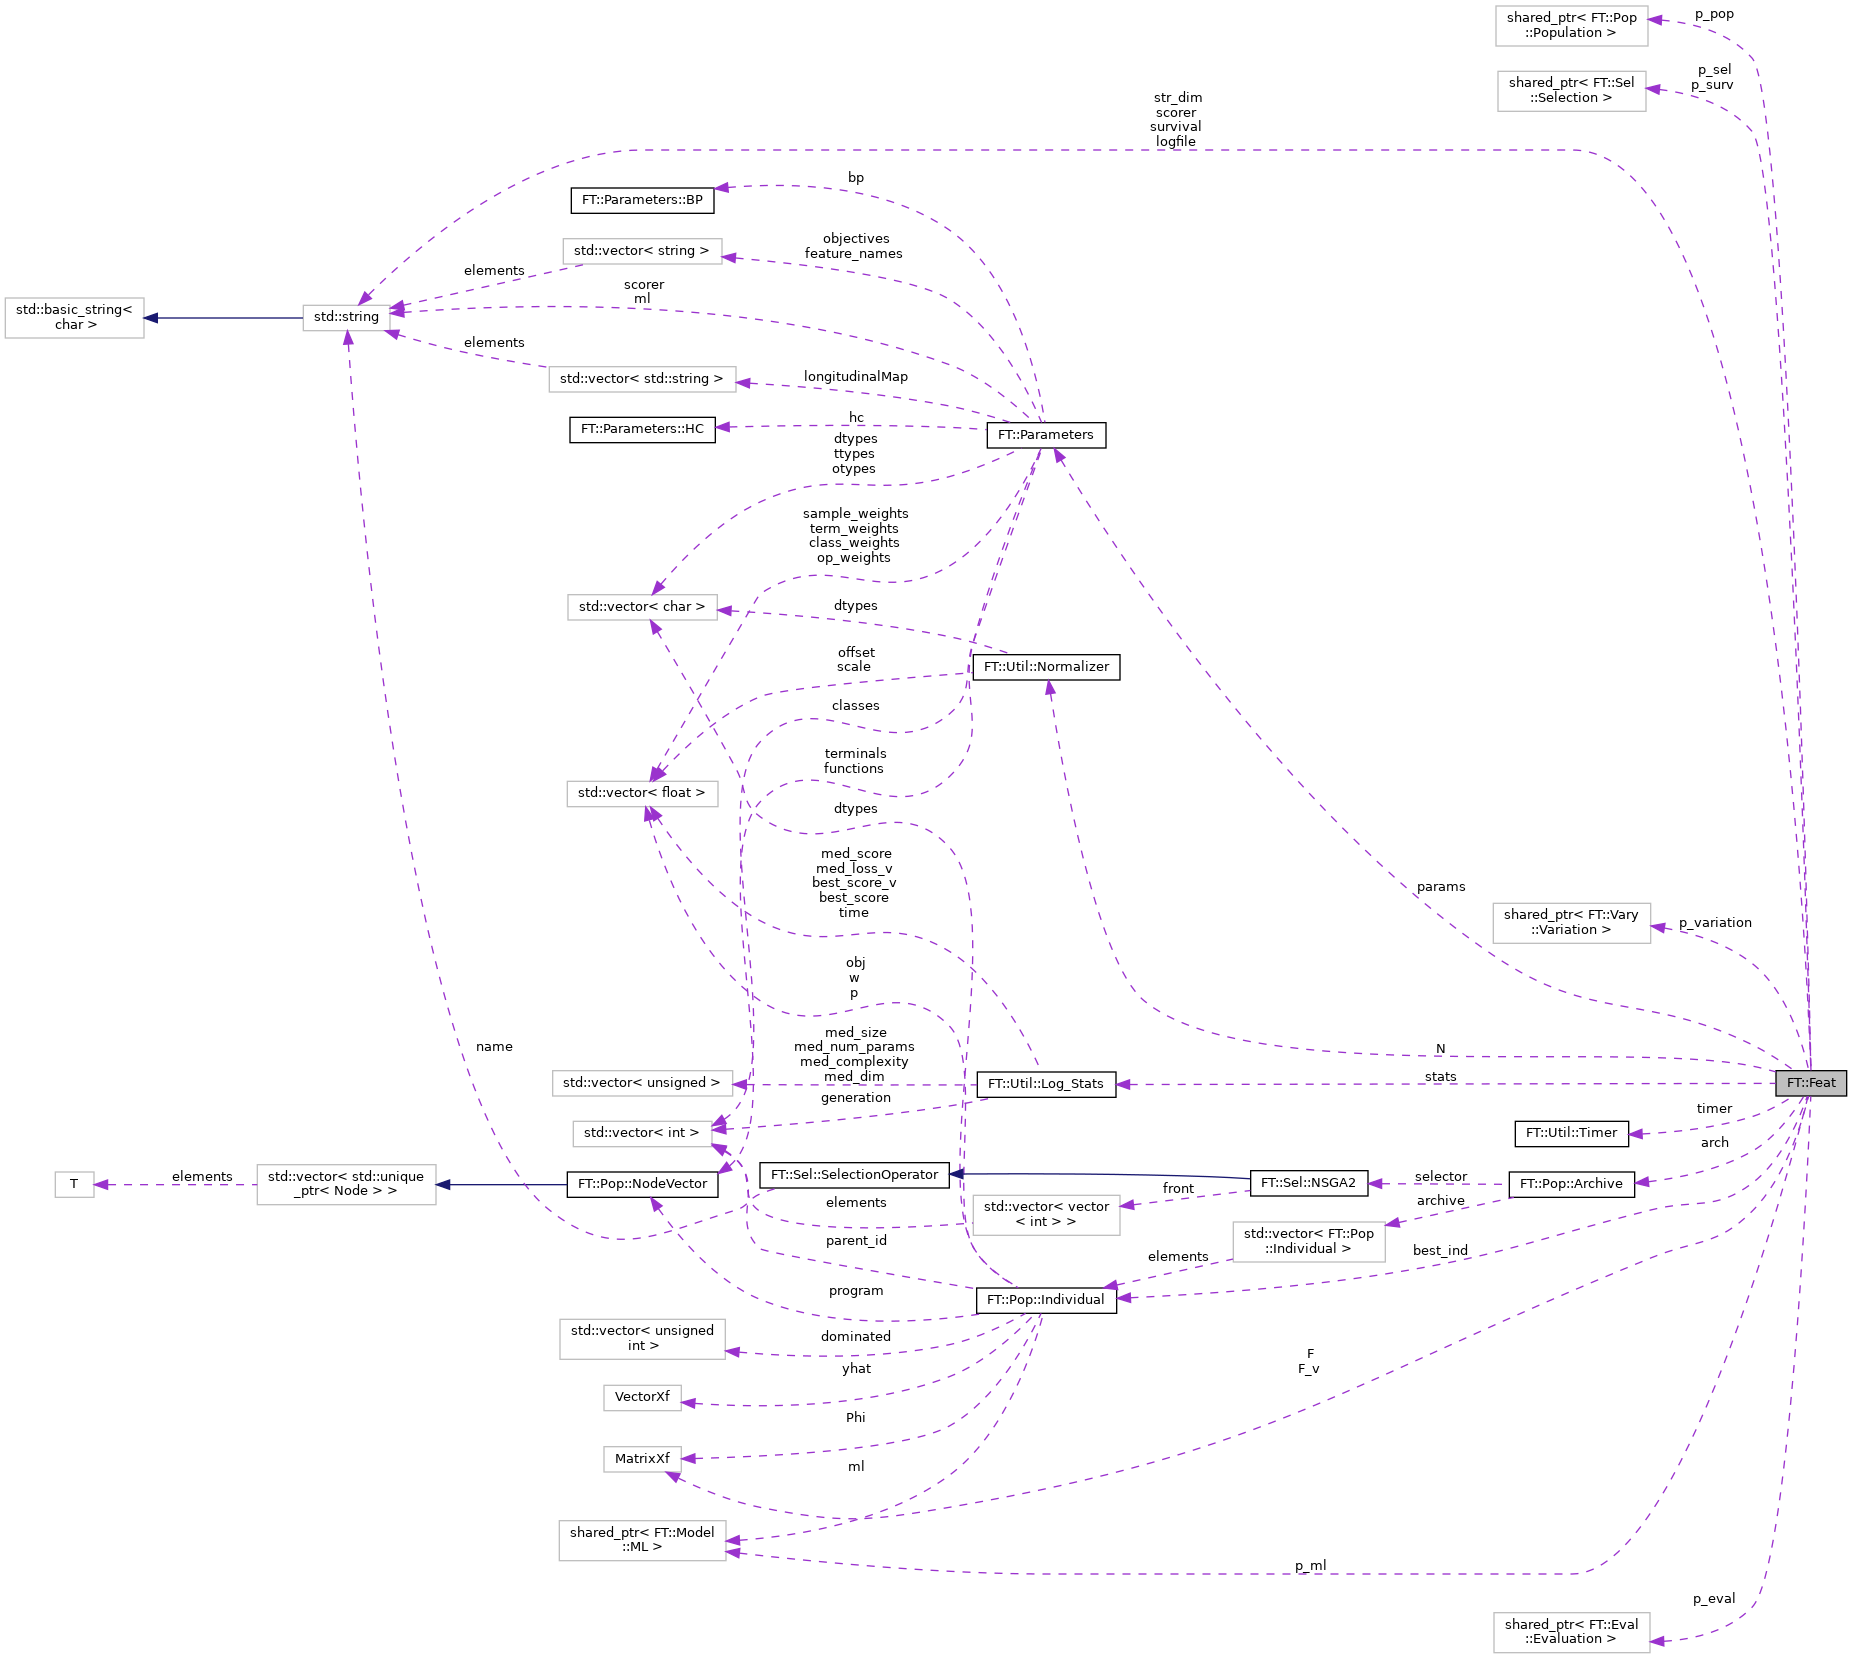 shared_ptr< FT::Pop
::Population >
p_pop
shared_ptr< FT::Sel
::Selection >
p_sel
p_surv
str_dim
scorer
survival
logfile
bp
FT::Parameters::BP
objectives
feature_names
std::vector< string >
elements
scorer
ml
std::basic_string<
char >
std::string
elements
std::vector< std::string >
longitudinalMap
hc
FT::Parameters::HC
FT::Parameters
dtypes
ttypes
otypes
sample_weights
term_weights
class_weights
op_weights
std::vector< char >
dtypes
offset
scale
FT::Util::Normalizer
classes
terminals
functions
std::vector< float >
dtypes
med_score
med_loss_v
best_score_v
best_score
time
params
shared_ptr< FT::Vary
::Variation >
p_variation
obj
w
p
name
med_size
med_num_params
med_complexity
med_dim
N
std::vector< unsigned >
FT::Util::Log_Stats
stats
FT::Feat
generation
timer
std::vector< int >
FT::Util::Timer
arch
T
elements
std::vector< std::unique
_ptr< Node > >
FT::Pop::NodeVector
FT::Sel::SelectionOperator
FT::Sel::NSGA2
selector
FT::Pop::Archive
front
archive
elements
std::vector< vector
< int > >
std::vector< FT::Pop
::Individual >
parent_id
elements
best_ind
program
FT::Pop::Individual
std::vector< unsigned
int >
dominated
yhat
F
F_v
VectorXf
Phi
MatrixXf
ml
shared_ptr< FT::Model
::ML >
p_ml
p_eval
shared_ptr< FT::Eval
::Evaluation >